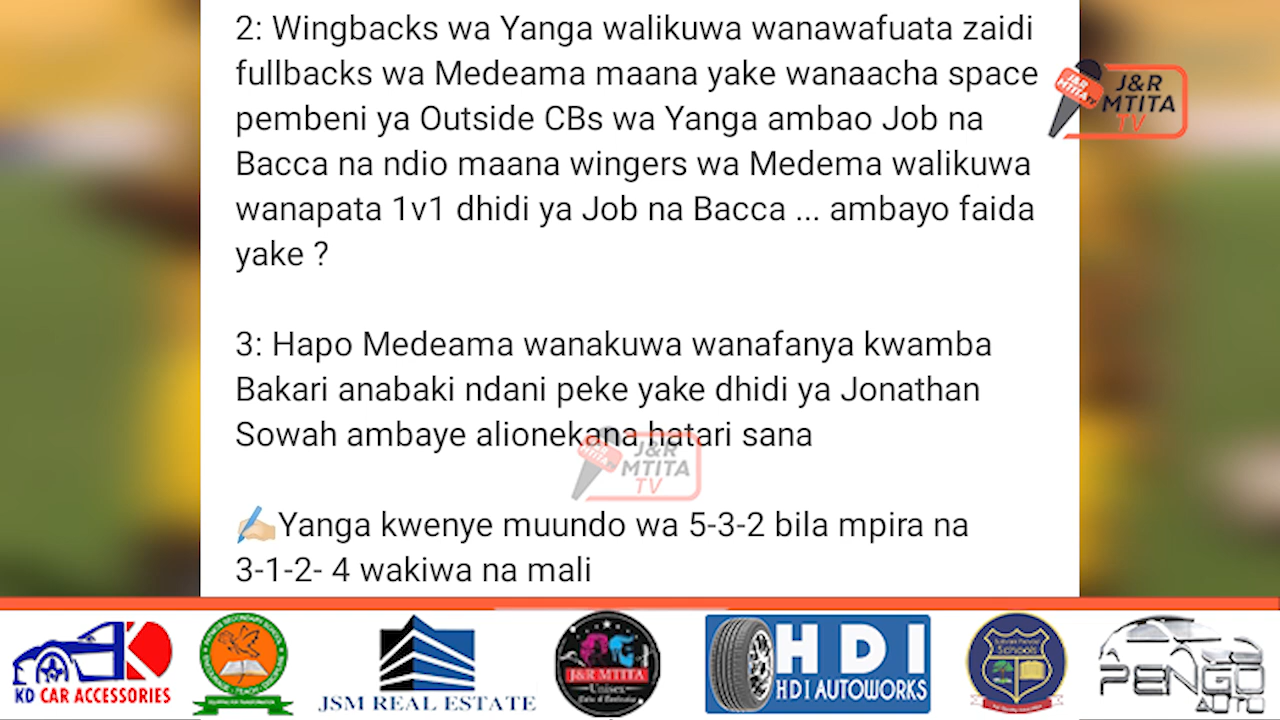 2: Wingbacks wa Yanga walikuwa wanawafuata zaidi
fullbacks wa Medeama maana yake wanaacha space
pembeni ya Outside CBs wa Yanga ambao Job na
Bacca na ndio maana wingers wa Medema walikuwa
wanapata 1v1 dhidi ya Job na Bacca ... ambayo faida
yake ?
3: Hapo Medeama wanakuwa wanafanya kwamba
Bakari anabaki ndani peke yake dhidi ya Jonathan
Sowah ambaye alionekana hatari sana
✍🏻Yanga kwenye muundo wa 5-3-2 bila mpira na
3-1-2- 4 wakiwa na mali
J&R
MTITA
TV
J&R
MTITA
TV
KD CAR ACCESSORIES
JSM REAL ESTATE
J&R MTITA
Unisex
HDI
HDI AUTOWORKS
Schools
A
PENGO
AUTO